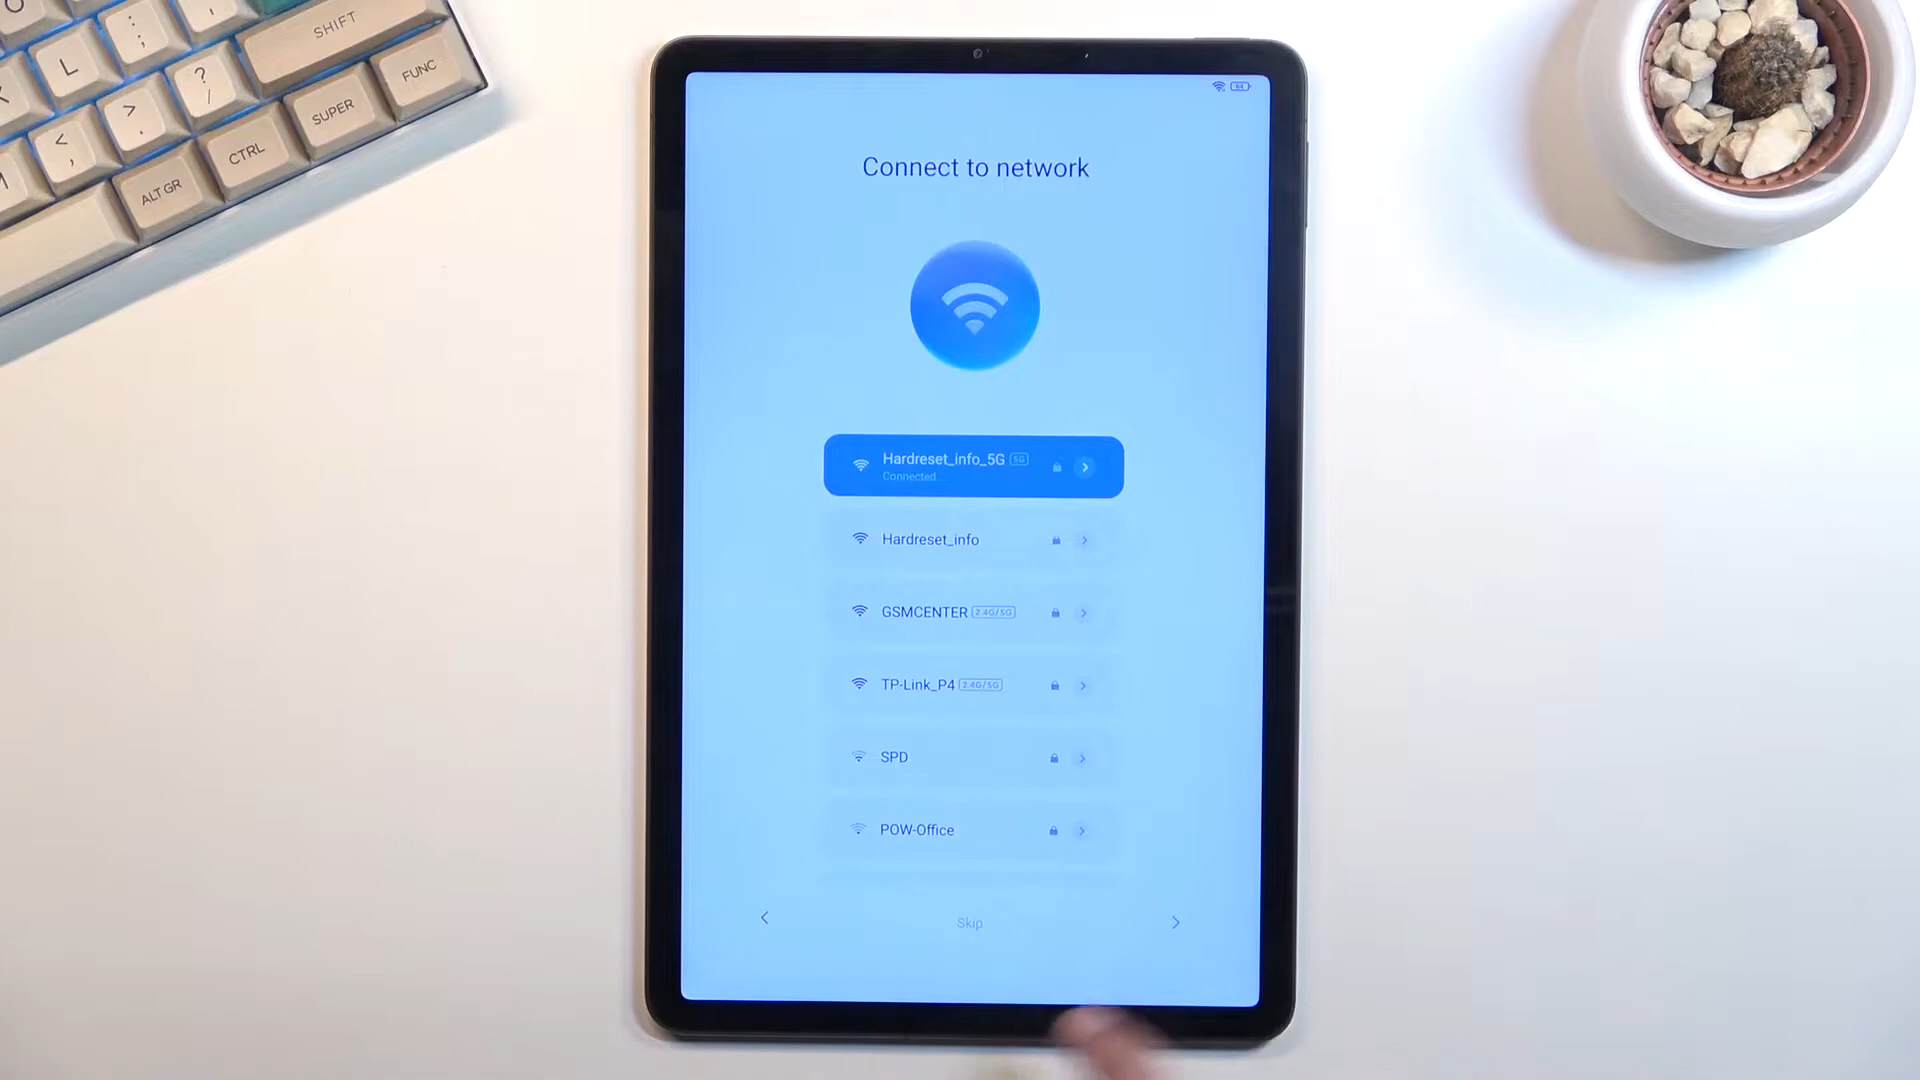 SHIFT
FUNC
L
:
;
?
/
SUPER
>
.
CTRL
<
,
ALT GR
64
Connect to network
Hardreset_info_5G 5G
Connected
Hardreset_info
GSMCENTER 2.4G/5G
TP-Link_P4 2.4G/5G
SPD
POW-Office
Skip